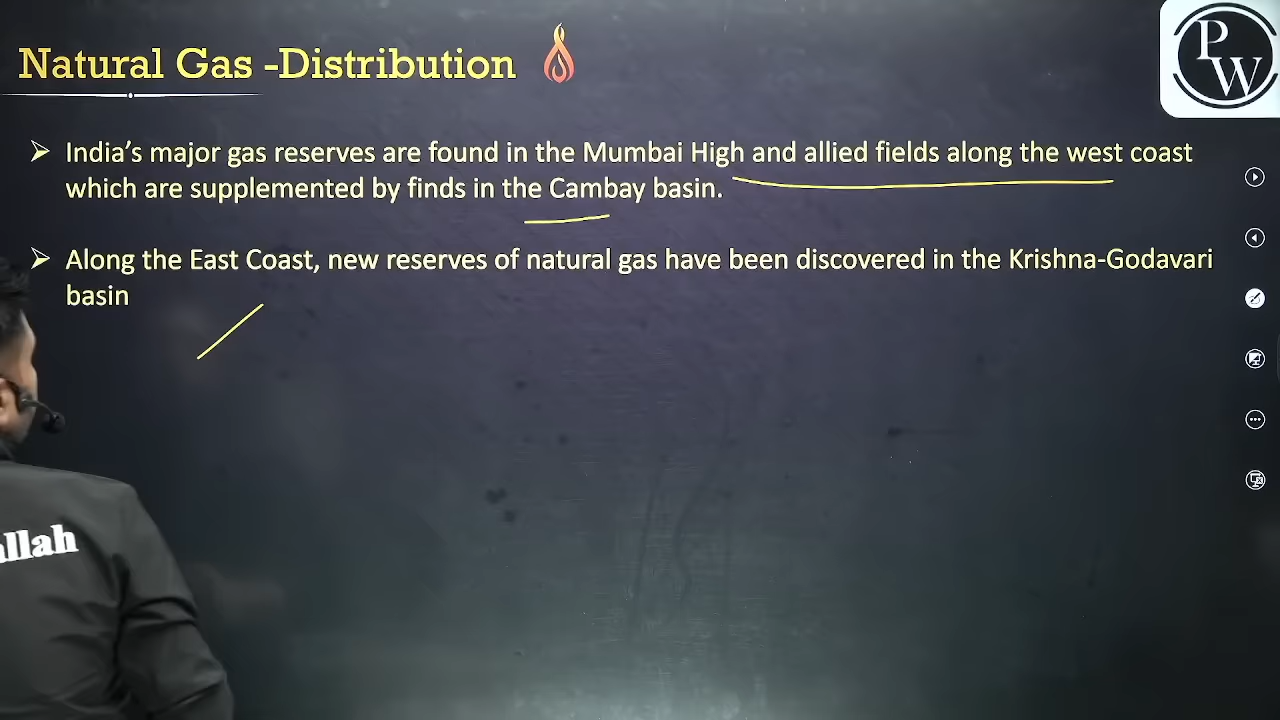 Natural Gas -Distribution
PW
India's major gas reserves are found in the Mumbai High and allied fields along the west coast
which are supplemented by finds in the Cambay basin.
Along the East Coast, new reserves of natural gas have been discovered in the Krishna-Godavari
basin
allah